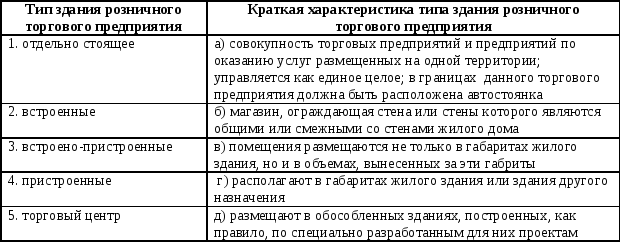 Тип здания розничного
торгового предприятия
Краткая характеристика типа здания розничного
торгового предприятия
1. отдельно стоящее
а) совокупность торговых предприятий и предприятий по
оказанию услуг размещенных на одной территории;
управляется как единое целое; в границах данного торгового
предприятия должна быть расположена автостоянка
2. встроенные
б) магазин, ограждающая стена или стены которого являются
общими или смежными со стенами жилого дома
3. встроено-пристроенные
в) помещения размещаются не только в габаритах жилого
здания, но и в объемах, вынесенных за эти габриты
4. пристроенные
г) располагают в габаритах жилого здания или здания другого
назначения
5. торговый центр
д) размещают в обособленных зданиях, построенных, как
правило, по специально разработанным для них проектам